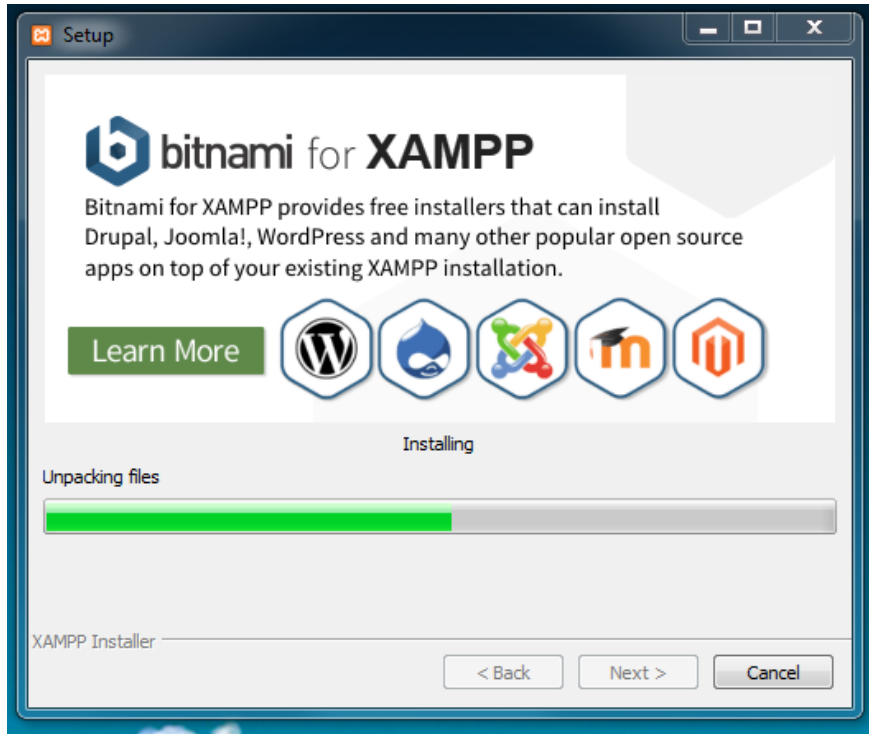 Setup
bitnami for XAMPP
Bitnami for XAMPP provides free installers that can install
Drupal, Joomla!, WordPress and many other popular open source
apps on top of your existing XAMPP installation.
Learn More
Installing
Unpacking files
XAMPP Installer
< Back Next > Cancel